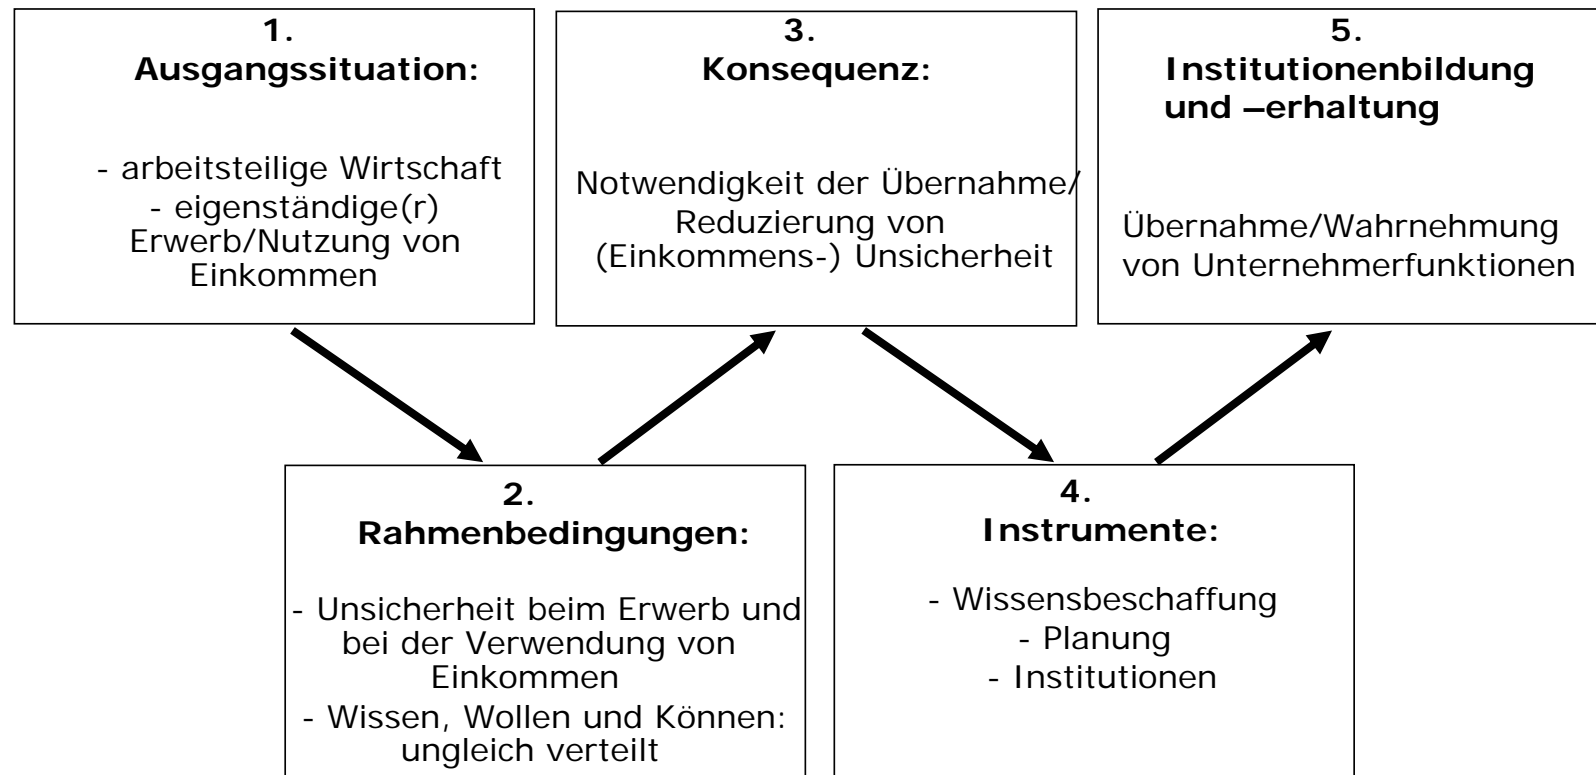 1.
Ausgangssituation:
- arbeitsteilige Wirtschaft
- eigenständige(r)
Erwerb/Nutzung von
Einkommen
2.
Rahmenbedingungen:
- Unsicherheit beim Erwerb und
bei der Verwendung von
Einkommen
- Wissen, Wollen und Können:
ungleich verteilt
3.
Konsequenz:
Notwendigkeit der Übernahme/
Reduzierung von
(Einkommens-) Unsicherheit
4.
Instrumente:
- Wissensbeschaffung
- Planung
- Institutionen
5.
Institutionenbildung
und –erhaltung
Übernahme/Wahrnehmung
von Unternehmerfunktionen